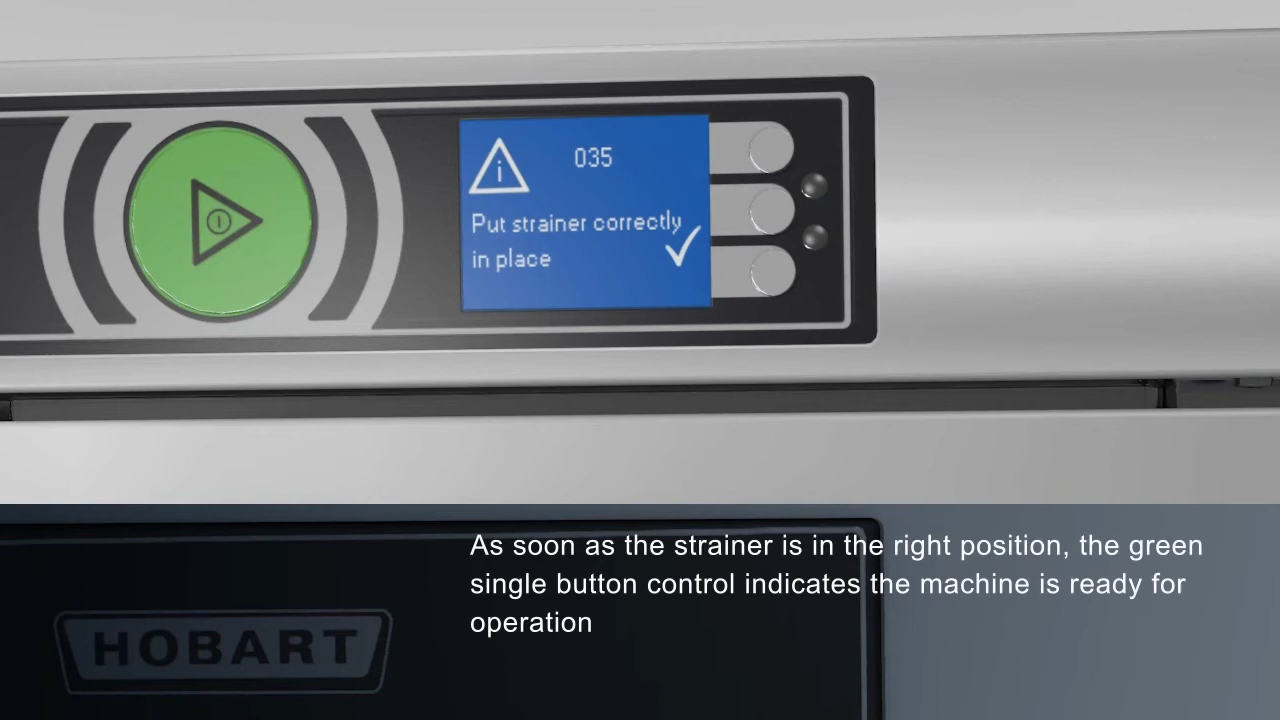 035
Put strainer correctly
in place
As soon as the strainer is in the right position, the green
single button control indicates the machine is ready for
operation
HOBART